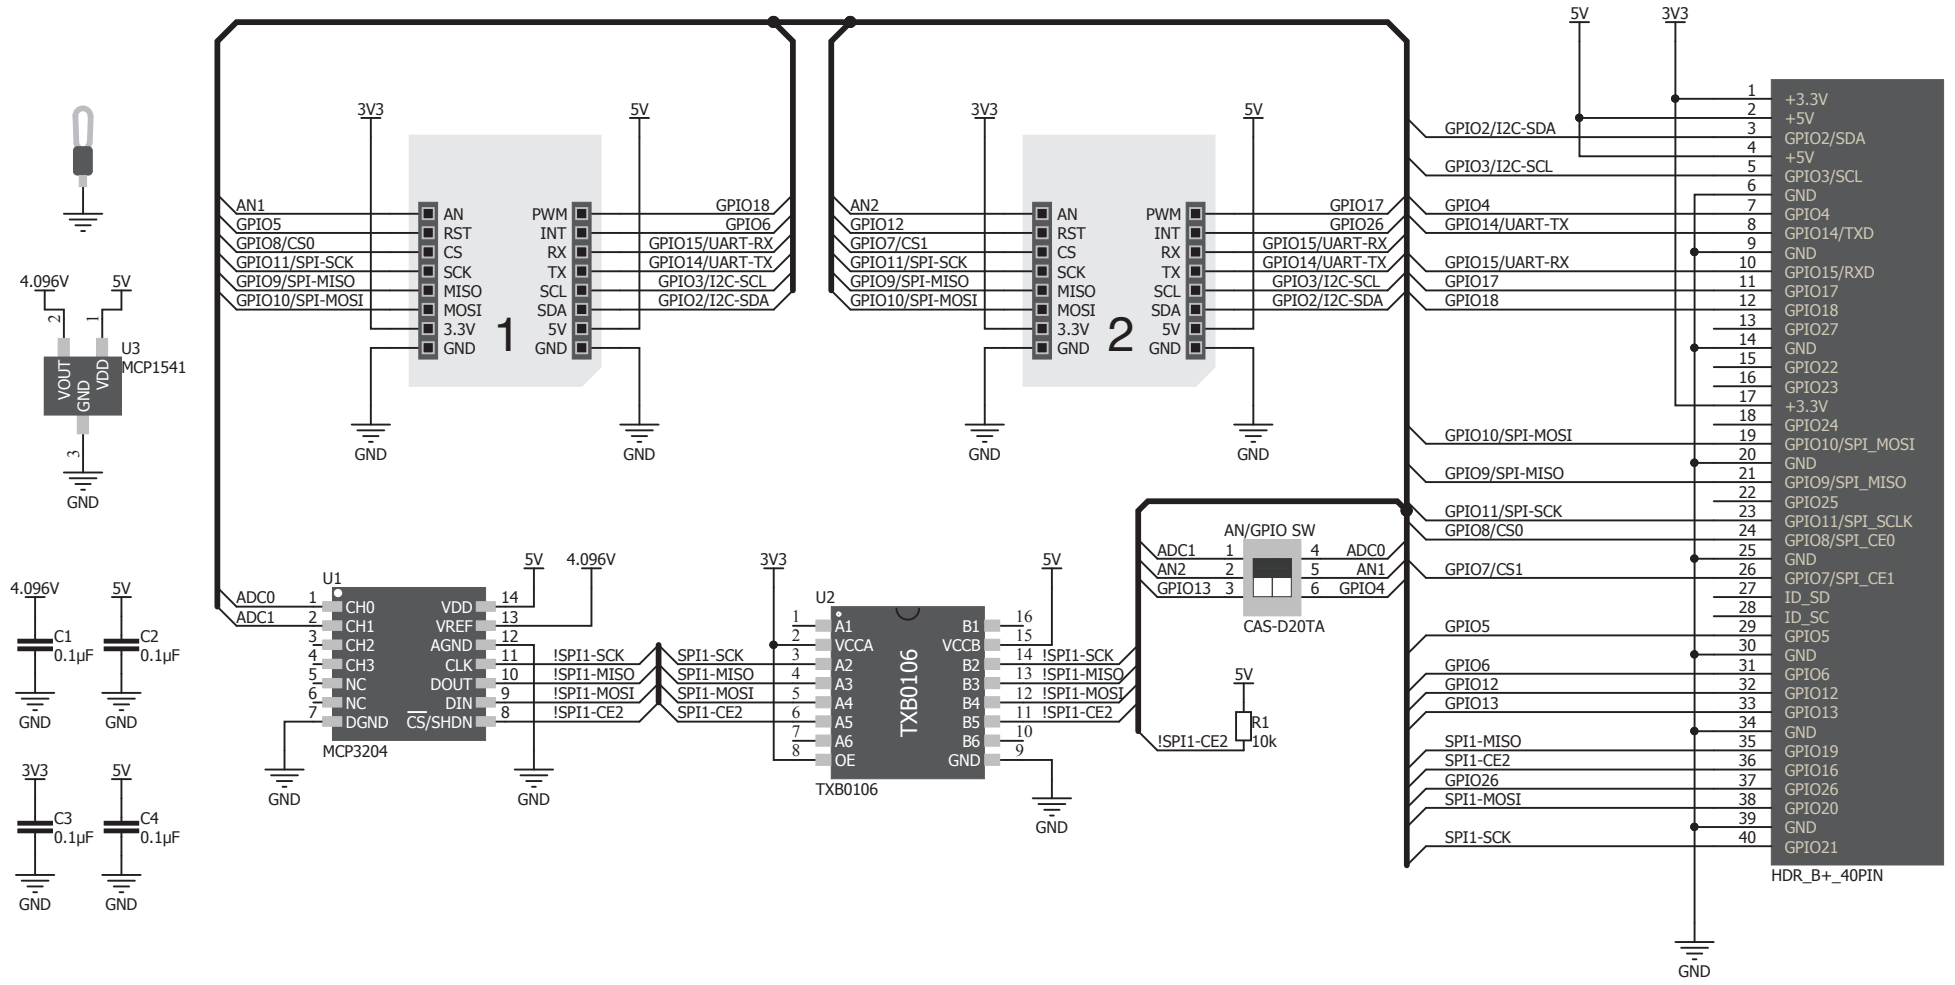 4.096V
5V
2
1
U3
MCP1541
VOUT
GND
VDD
3
GND
4.096V
5V
C1
0.1µF
C2
0.1µF
GND
GND
3V3
5V
C3
0.1µF
C4
0.1µF
GND
GND
3V3
5V
AN1
GPIO5
GPIO8/CS0
GPIO11/SPI-SCK
GPIO9/SPI-MISO
GPIO10/SPI-MOSI
AN
RST
CS
SCK
MISO
MOSI
3.3V
GND
1
PWM
INT
RX
TX
SCL
SDA
5V
GND
GPIO18
GPIO6
GPIO15/UART-RX
GPIO14/UART-TX
GPIO3/I2C-SCL
GPIO2/I2C-SDA
GND
GND
3V3
5V
AN2
GPIO12
GPIO7/CS1
GPIO11/SPI-SCK
GPIO9/SPI-MISO
GPIO10/SPI-MOSI
AN
RST
CS
SCK
MISO
MOSI
3.3V
GND
2
PWM
INT
RX
TX
SCL
SDA
5V
GND
GPIO17
GPIO26
GPIO15/UART-RX
GPIO14/UART-TX
GPIO3/I2C-SCL
GPIO2/I2C-SDA
GND
GND
ADC0
ADC1
U1
5V
4.096V
1 CH0 VDD 14
2 CH1 VREF 13
3 CH2 AGND 12
4 CH3 CLK 11
5 NC DOUT 10
6 NC DIN 9
7 DGND CS/SHDN 8
MCP3204
GND
GND
!SPI1-SCK
!SPI1-MISO
!SPI1-MOSI
!SPI1-CE2
SPI1-SCK
SPI1-MISO
SPI1-MOSI
SPI1-CE2
3V3
5V
U2
1 A1 B1 16
2 VCCA VCCB 15
3 A2 B2 14
4 A3 B3 13
5 A4 B4 12
6 A5 B5 11
7 A6 B6 10
8 OE GND 9
TXB0106
TXB0106
!SPI1-SCK
!SPI1-MISO
!SPI1-MOSI
!SPI1-CE2
GND
AN/GPIO SW
ADC1 1 4 ADC0
AN2 2 5 AN1
GPIO13 3 6 GPIO4
CAS-D20TA
5V
R1
10k
!SPI1-CE2
5V
3V3
1 +3.3V
2 +5V
GPIO2/I2C-SDA 3 GPIO2/SDA
4 +5V
GPIO3/I2C-SCL 5 GPIO3/SCL
6 GND
GPIO4 7 GPIO4
GPIO14/UART-TX 8 GPIO14/TXD
9 GND
GPIO15/UART-RX 10 GPIO15/RXD
GPIO17 11 GPIO17
GPIO18 12 GPIO18
13 GPIO27
14 GND
15 GPIO22
16 GPIO23
17 +3.3V
18 GPIO24
GPIO10/SPI-MOSI 19 GPIO10/SPI_MOSI
20 GND
GPIO9/SPI-MISO 21 GPIO9/SPI_MISO
22 GPIO25
GPIO11/SPI-SCK 23 GPIO11/SPI_SCLK
GPIO8/CS0 24 GPIO8/SPI_CE0
25 GND
GPIO7/CS1 26 GPIO7/SPI_CE1
27 ID_SD
28 ID_SC
GPIO5 29 GPIO5
30 GND
GPIO6 31 GPIO6
GPIO12 32 GPIO12
GPIO13 33 GPIO13
34 GND
SPI1-MISO 35 GPIO19
SPI1-CE2 36 GPIO16
GPIO26 37 GPIO26
SPI1-MOSI 38 GPIO20
39 GND
SPI1-SCK 40 GPIO21
HDR_B+_40PIN
GND